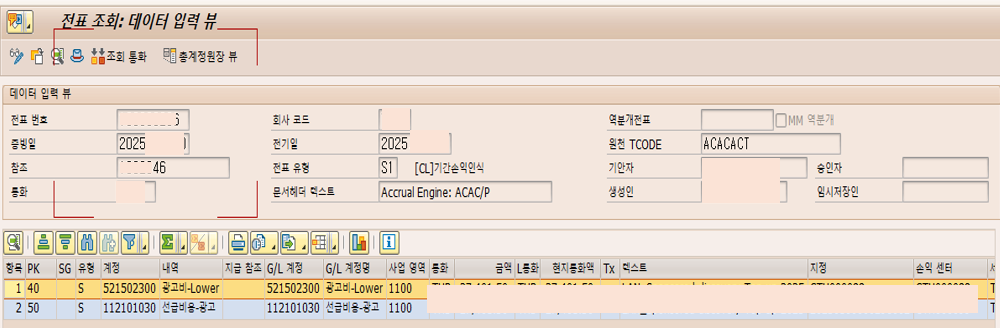 전표 조회: 데이터 입력 뷰
조회 통화 총계정원장 뷰
데이터 입력 뷰
전표 번호 6 회사 코드 역분개전표 MM 역분개
증빙일 2025 전기일 2025 원천 TCODE ACACACT
참조 46 전표 유형 S1 [CL]기간손익인식 기안자 승인자
통화 문서헤더 텍스트 Accrual Engine: ACAC/P 생성인 임시저장인
항목 PK SG 유형 계정 내역 지급 참조 G/L 계정 G/L 계정명 사업 영역 통화 금액 L통화 현지통화액 Tx 텍스트 지정 손익 센터
1 40 S 521502300 광고비-Lower 521502300 광고비-Lower 1100
2 50 S 112101030 선급비용-광고 112101030 선급비용-광고 1100